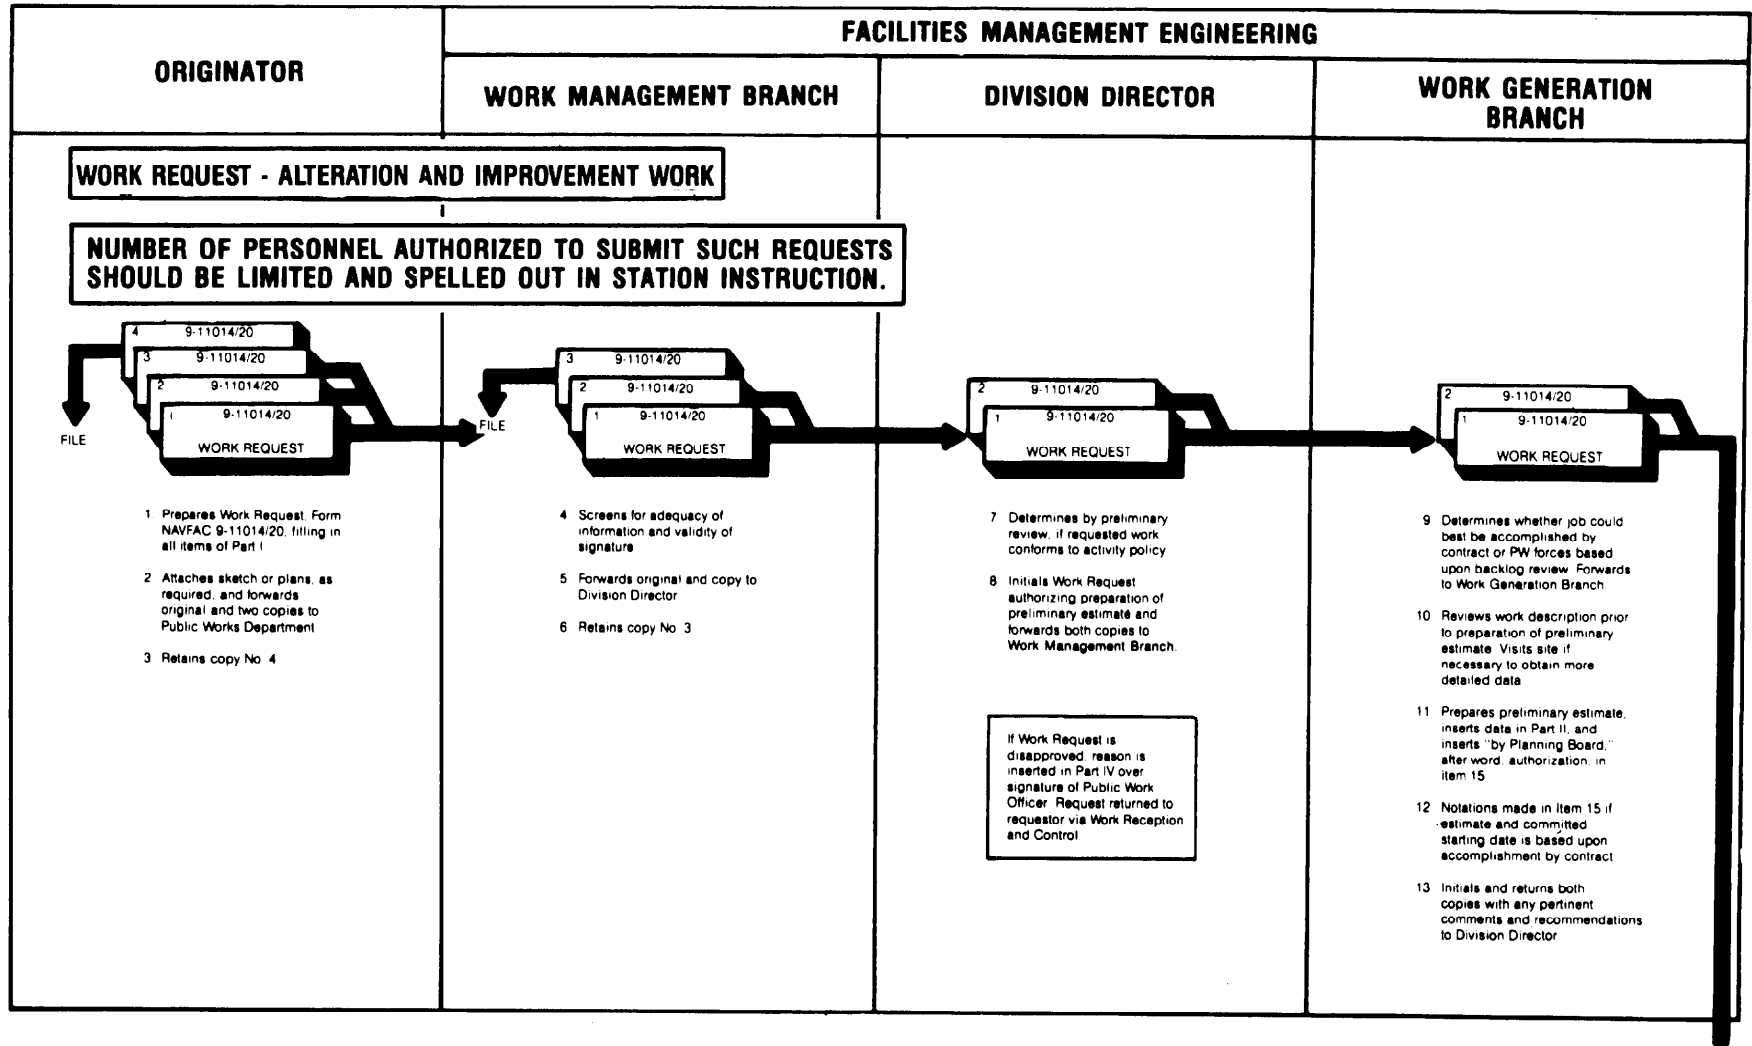 FACILITIES MANAGEMENT ENGINEERING
ORIGINATOR
WORK MANAGEMENT BRANCH
DIVISION DIRECTOR
WORK GENERATION
BRANCH
WORK REQUEST - ALTERATION AND IMPROVEMENT WORK
NUMBER OF PERSONNEL AUTHORIZED TO SUBMIT SUCH REQUESTS
SHOULD BE LIMITED AND SPELLED OUT IN STATION INSTRUCTION.
4 9-11014/20
3 9-11014/20
2 9-11014/20
1 9-11014/20
WORK REQUEST
FILE
1 Prepares Work Request, Form
NAVFAC 9-11014/20, filling in
all items of Part I
2 Attaches sketch or plans, as
required, and forwards
original and two copies to
Public Works Department
3 Retains copy No 4
3 9-11014/20
2 9-11014/20
1 9-11014/20
WORK REQUEST
FILE
4 Screens for adequacy of
information and validity of
signature
5 Forwards original and copy to
Division Director
6 Retains copy No 3
2 9-11014/20
1 9-11014/20
WORK REQUEST
7 Determines by preliminary
review, if requested work
conforms to activity policy
8 Initials Work Request
authorizing preparation of
preliminary estimate and
forwards both copies to
Work Management Branch.
If Work Request is
disapproved, reason is
inserted in Part IV over
signature of Public Work
Officer Request returned to
requestor via Work Reception
and Control
2 9-11014/20
1 9-11014/20
WORK REQUEST
9 Determines whether job could
best be accomplished by
contract or PW forces based
upon backlog review Forwards
to Work Generation Branch
10 Reviews work description prior
to preparation of preliminary
estimate Visits site if
necessary to obtain more
detailed data
11 Prepares preliminary estimate,
inserts data in Part II, and
inserts "by Planning Board,"
after word, authorization, in
item 15
12 Notations made in Item 15 if
estimate and committed
starting date is based upon
accomplishment by contract
13 Initials and returns both
copies with any pertinent
comments and recommendations
to Division Director